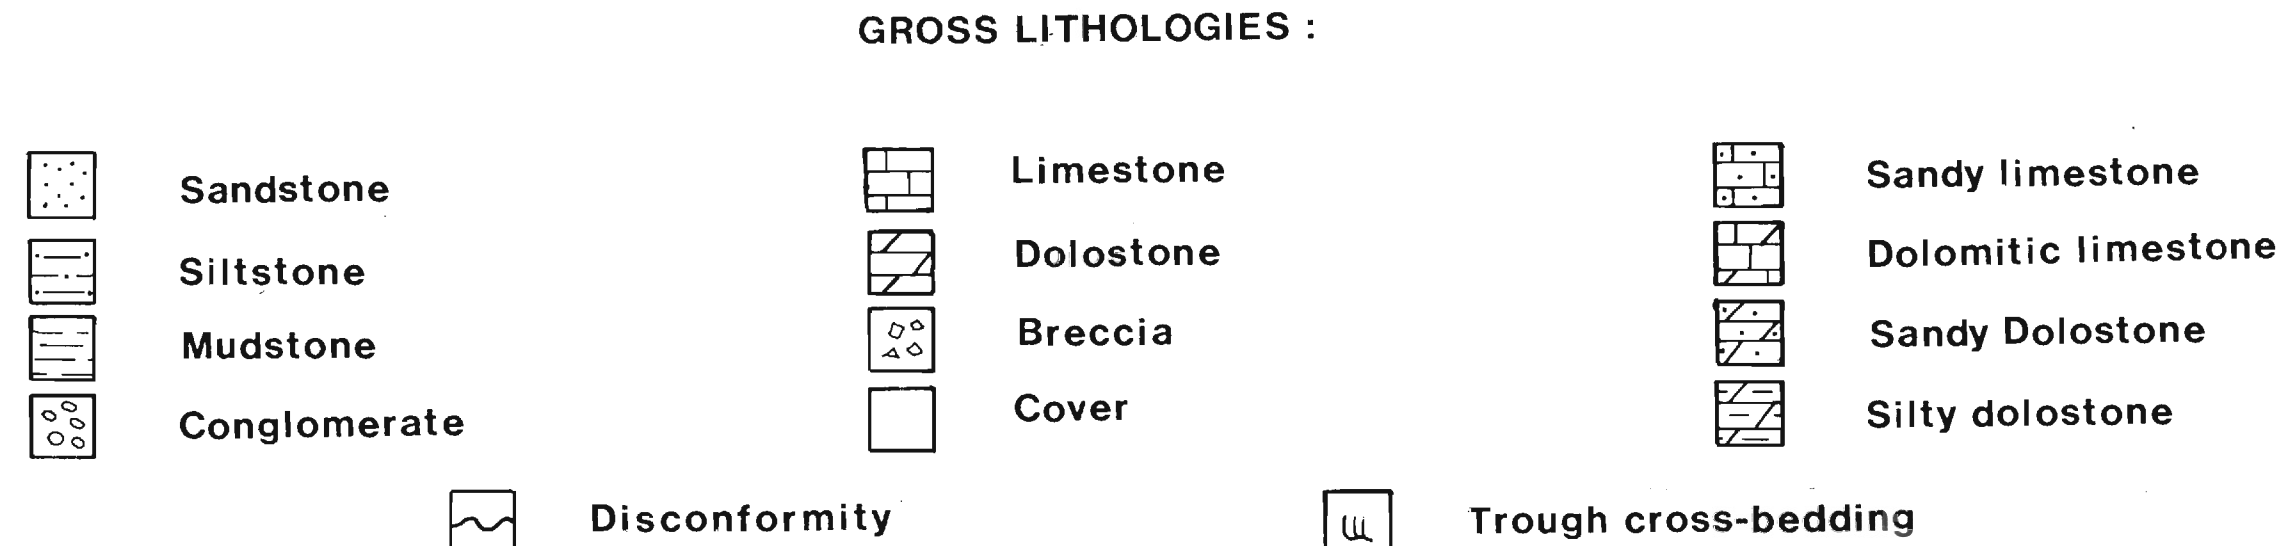 GROSS LITHOLOGIES :
Sandstone
Limestone
Sandy limestone
Siltstone
Dolostone
Dolomitic limestone
Mudstone
Breccia
Sandy Dolostone
Conglomerate
Cover
Silty dolostone
Disconformity
Trough cross-bedding